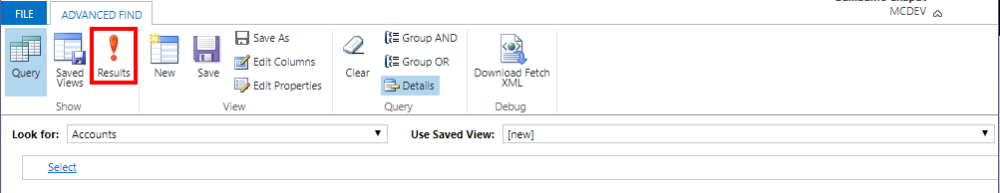 FILE
ADVANCED FIND
MCDEV
Query
Saved Views
Results
New
Save
Save As
Edit Columns
Edit Properties
Clear
Group AND
Group OR
Details
Download Fetch XML
Show
View
Query
Debug
Look for: Accounts
Use Saved View: [new]
Select